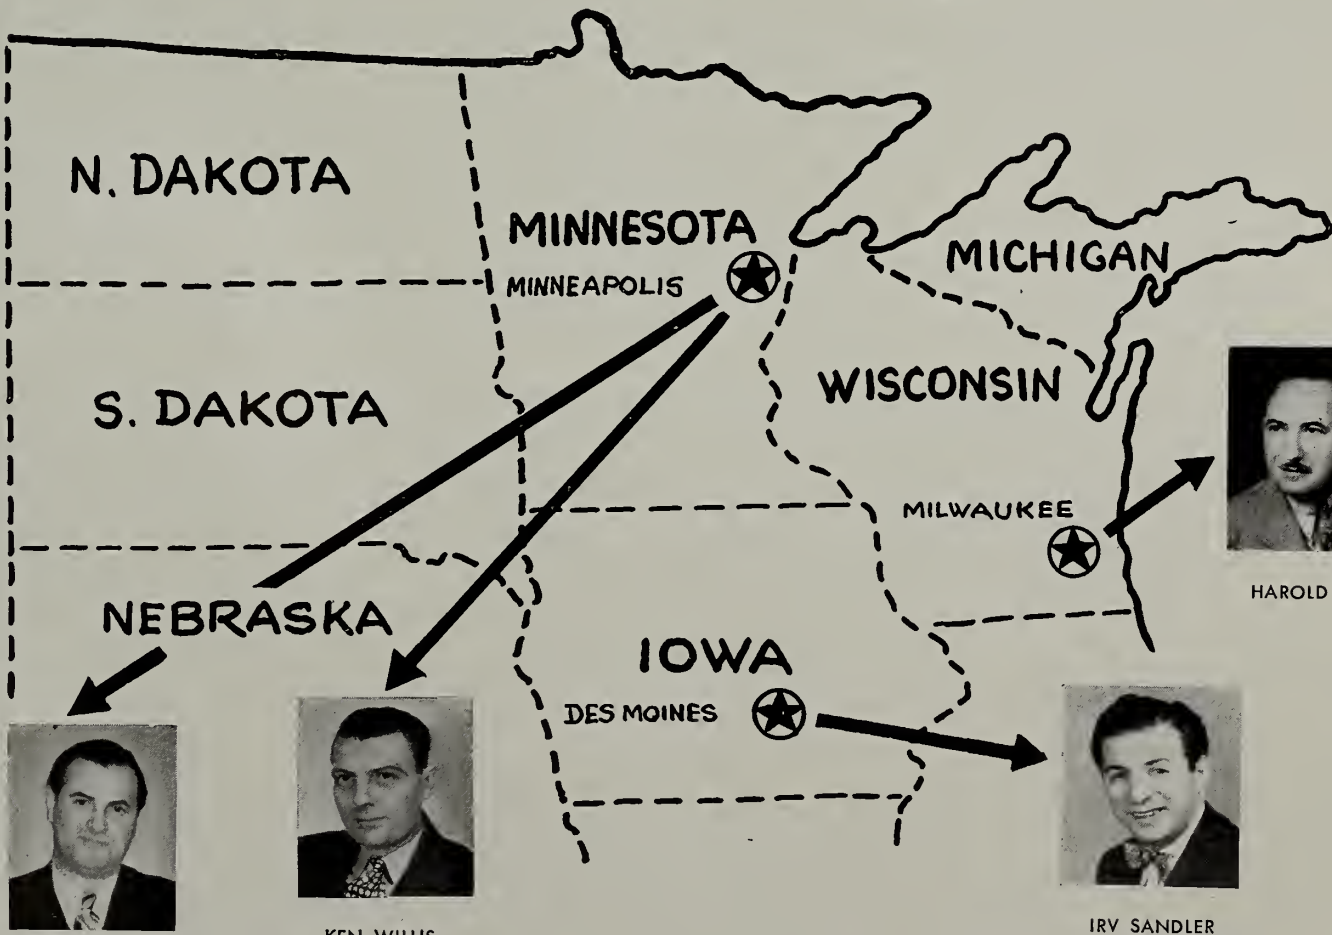 N. DAKOTA
MINNESOTA
MICHIGAN
MINNEAPOLIS
S. DAKOTA
WISCONSIN
MILWAUKEE
HAROLD
NEBRASKA
IOWA
DES MOINES
KEN WILLIS
IRV SANDLER